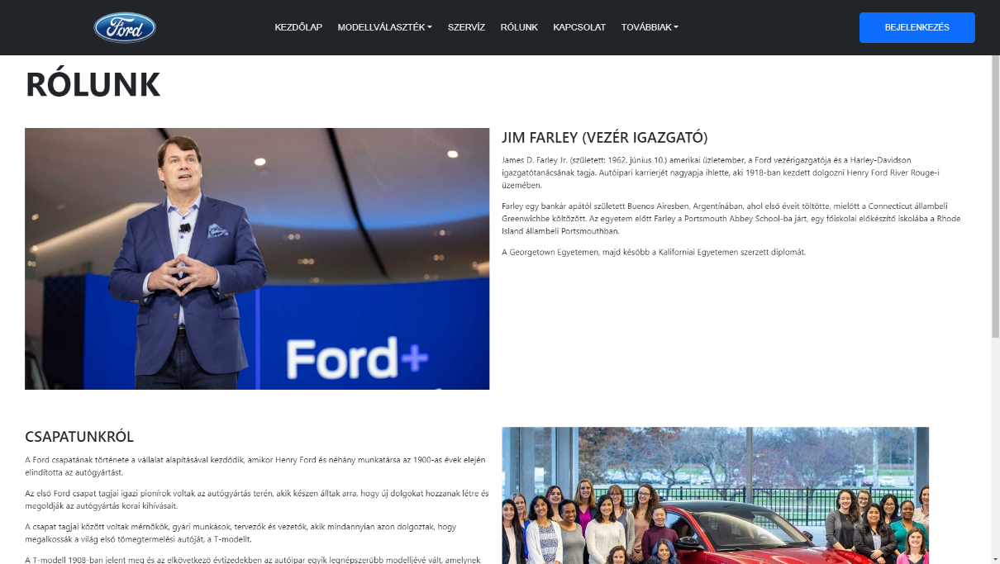 Ford
KEZDŐLAP
MODELLVÁLASZTÉK
SZERVÍZ
RÓLUNK
KAPCSOLAT
TOVÁBBIAK
BEJELENKEZÉS
RÓLUNK
Ford+
JIM FARLEY (VEZÉR IGAZGATÓ)
James D. Farley Jr. (született: 1962. június 10.) amerikai üzletember, a Ford vezérigazgatója és a Harley-Davidson
igazgatótanácsának tagja. Autóipari karrierjét nagyapja ihlette, aki 1918-ban kezdett dolgozni Henry Ford River Rouge-i
üzemében.
Farley egy bankár apától született Buenos Airesben, Argentínában, ahol első éveit töltötte, mielőtt a Connecticut állambeli
Greenwichbe költözött. Az egyetem előtt Farley a Portsmouth Abbey School-ba járt, egy főiskolai előkészítő iskolába a Rhode
Island állambeli Portsmouthban.
A Georgetown Egyetemen, majd később a Kaliforniai Egyetemen szerzett diplomát.
CSAPATUNKRÓL
A Ford csapatának története a vállalat alapításával kezdődik, amikor Henry Ford és néhány munkatársa az 1900-as évek elején
elindította az autógyártást.
Az első Ford csapat tagjai igazi pionírok voltak az autógyártás terén, akik készen álltak arra, hogy új dolgokat hozzanak létre és
megoldják az autógyártás korai kihívásait.
A csapat tagjai között voltak mérnökök, gyári munkások, tervezők és vezetők, akik mindannyian azon dolgoztak, hogy
megalkossák a világ első tömegtermelési autóját, a T-modellt.
A T-modell 1908-ban jelent meg és az elkövetkező évtizedekben az autóipar egyik legnépszerűbb modelljévé vált, amelynek